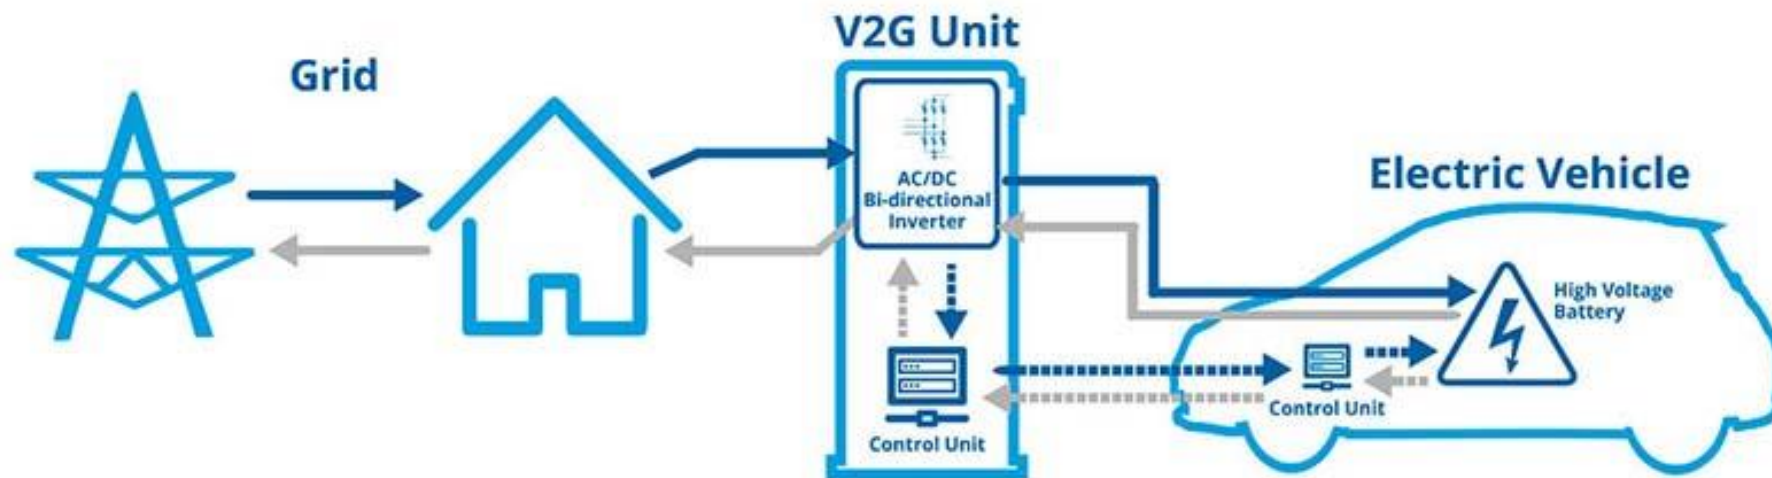 Grid
V2G Unit
AC/DC
Bi-directional
Inverter
Control Unit
Electric Vehicle
High Voltage
Battery
Control Unit